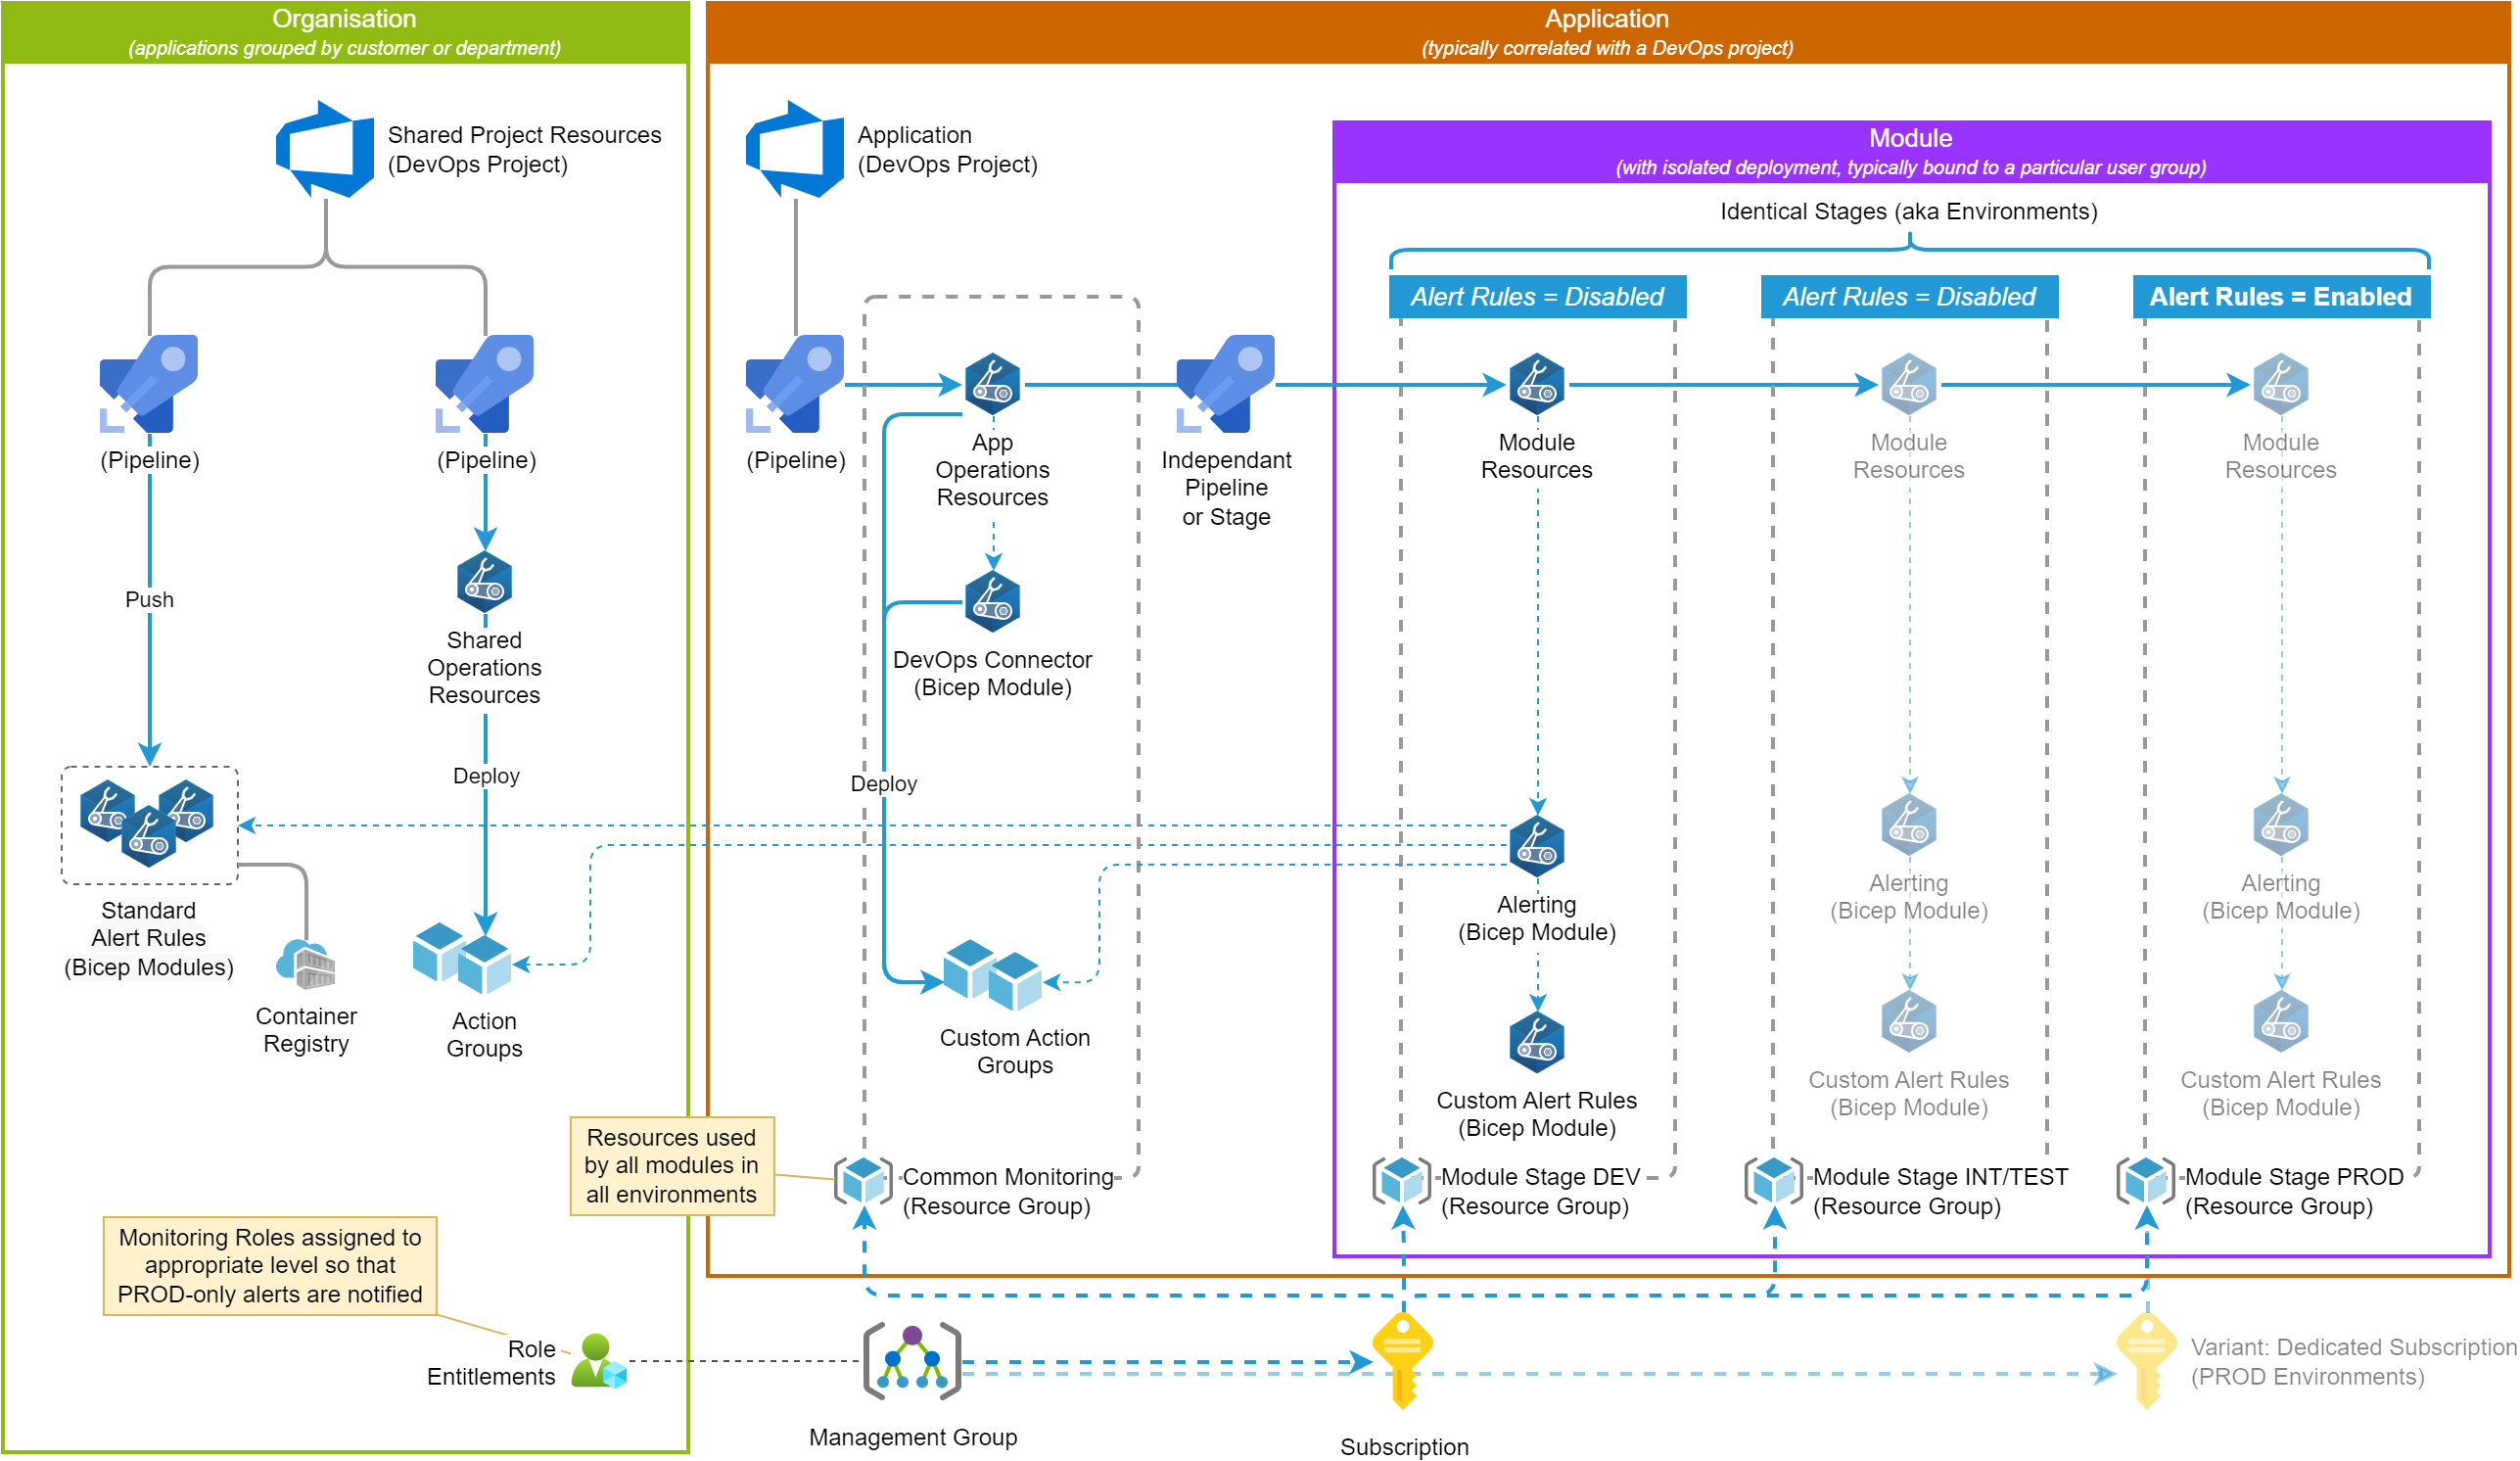 Organisation
(applications grouped by customer or department)
Application
(typically correlated with a DevOps project)
Shared Project Resources
(DevOps Project)
Application
(DevOps Project)
Module
(with isolated deployment, typically bound to a particular user group)
Identical Stages (aka Environments)
Alert Rules = Disabled
Alert Rules = Disabled
Alert Rules = Enabled
(Pipeline)
(Pipeline)
(Pipeline)
App
Operations
Resources
Independant
Pipeline
or Stage
Module
Resources
Module
Resources
Module
Resources
Push
Shared
Operations
Resources
DevOps Connector
(Bicep Module)
Deploy
Deploy
Standard
Alert Rules
(Bicep Modules)
Container
Registry
Action
Groups
Custom Action
Groups
Alerting
(Bicep Module)
Alerting
(Bicep Module)
Alerting
(Bicep Module)
Custom Alert Rules
(Bicep Module)
Custom Alert Rules
(Bicep Module)
Custom Alert Rules
(Bicep Module)
Resources used
by all modules in
all environments
Common Monitoring
(Resource Group)
Module Stage DEV
(Resource Group)
Module Stage INT/TEST
(Resource Group)
Module Stage PROD
(Resource Group)
Monitoring Roles assigned to
appropriate level so that
PROD-only alerts are notified
Role
Entitlements
Management Group
Subscription
Variant: Dedicated Subscription
(PROD Environments)